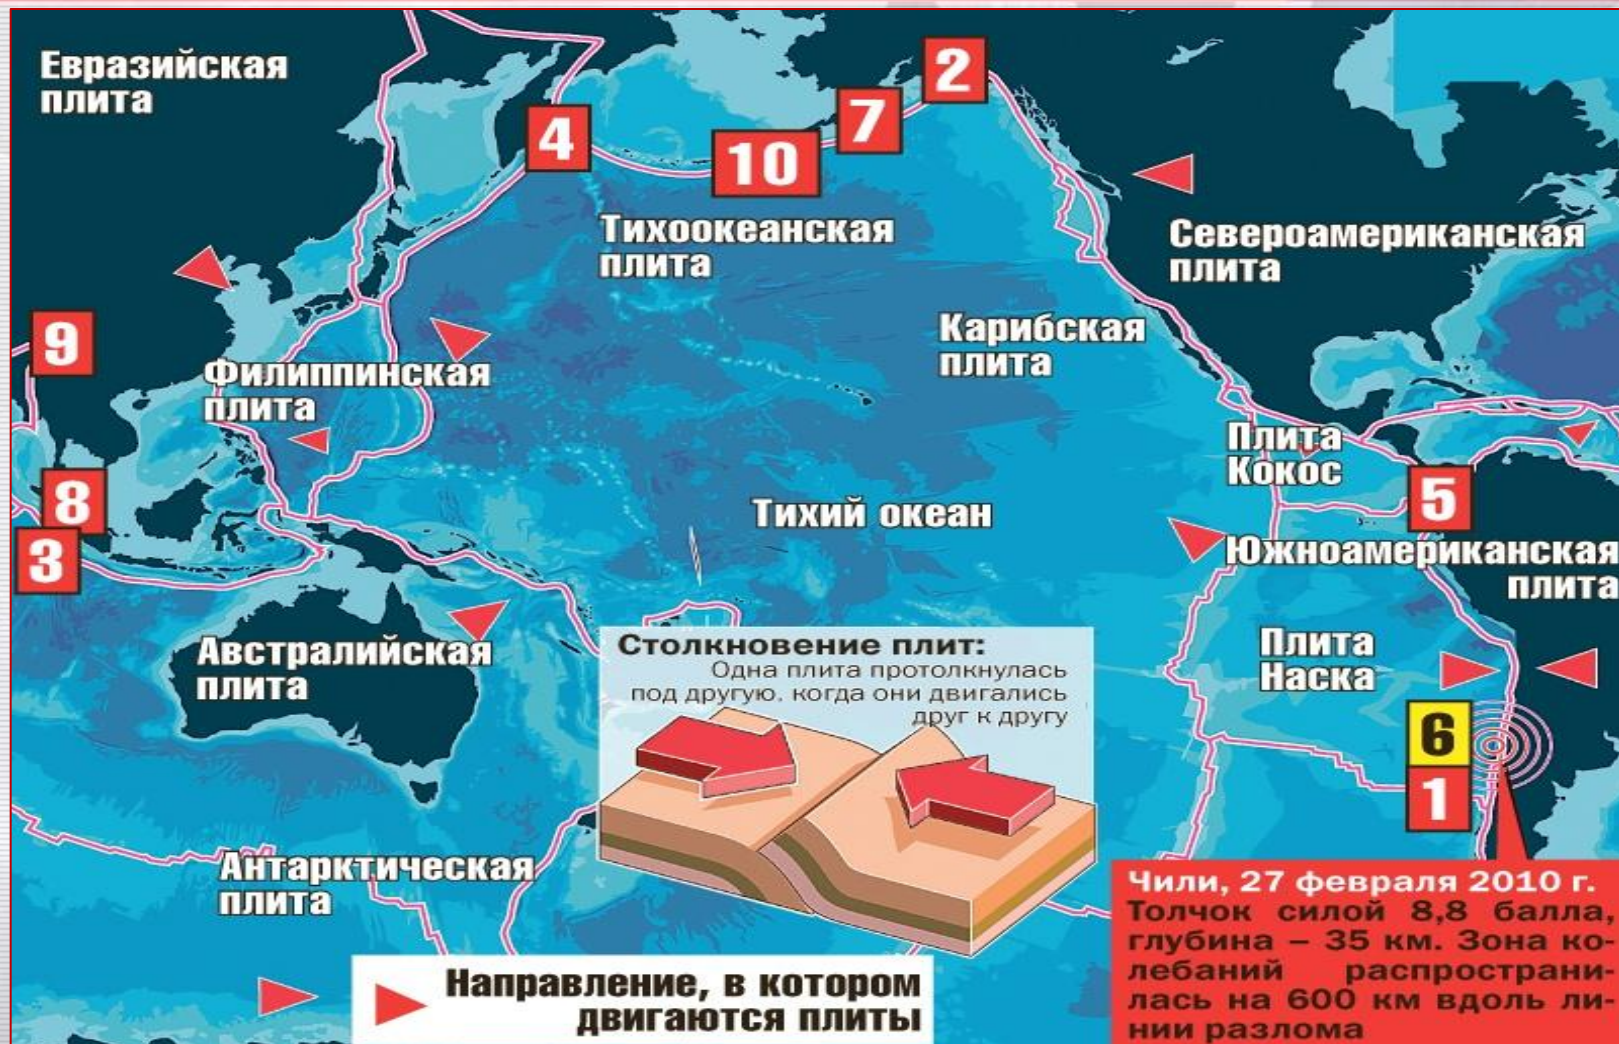 Евразийская
плита
2
7
4
10
Тихоокеанская
плита
Североамериканская
плита
9
Карибская
плита
Филиппинская
плита
Плита
Кокос
8
5
Тихий океан
3
Южноамериканская
плита
Австралийская
плита
Столкновение плит:
Одна плита протолкнулась
под другую, когда они двигались
друг к другу
Плита
Наска
6
1
Антарктическая
плита
Чили, 27 февраля 2010 г.
Толчок силой 8,8 балла,
глубина – 35 км. Зона ко-
лебаний распространи-
лась на 600 км вдоль ли-
нии разлома
Направление, в котором
двигаются плиты